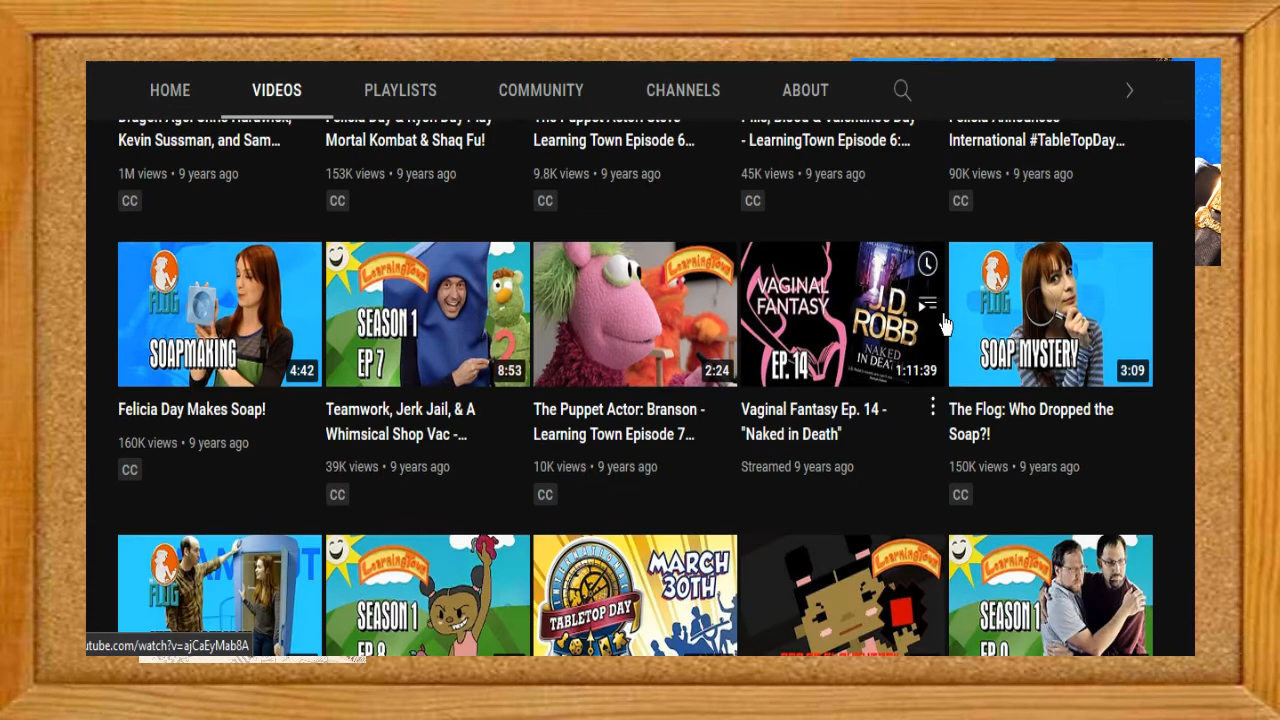 HOME VIDEOS PLAYLISTS COMMUNITY CHANNELS ABOUT
Kevin Sussman, and Sam...
1M views • 9 years ago
CC
Mortal Kombat & Shaq Fu!
153K views • 9 years ago
CC
Learning Town Episode 6...
9.8K views • 9 years ago
CC
- LearningTown Episode 6:...
45K views • 9 years ago
CC
International #TableTopDay...
90K views • 9 years ago
CC
FLOG
SOAPMAKING
4:42
Felicia Day Makes Soap!
160K views • 9 years ago
CC
LearningTown
SEASON 1
EP 7
8:53
Teamwork, Jerk Jail, & A
Whimsical Shop Vac -...
39K views • 9 years ago
CC
LearningTown
2:24
The Puppet Actor: Branson -
Learning Town Episode 7...
10K views • 9 years ago
CC
VAGINAL
FANTASY
EP. 14
J.D.
ROBB
NAKED
IN DEATH
1:11:39
Vaginal Fantasy Ep. 14 -
"Naked in Death"
Streamed 9 years ago
FLOG
SOAP MYSTERY
3:09
The Flog: Who Dropped the
Soap?!
150K views • 9 years ago
CC
FLOG
LearningTown
SEASON 1
INTERNATIONAL
TABLETOP DAY
MARCH
30TH
LearningTown
LearningTown
SEASON 1
utube.com/watch?v=ajCaEyMab8A